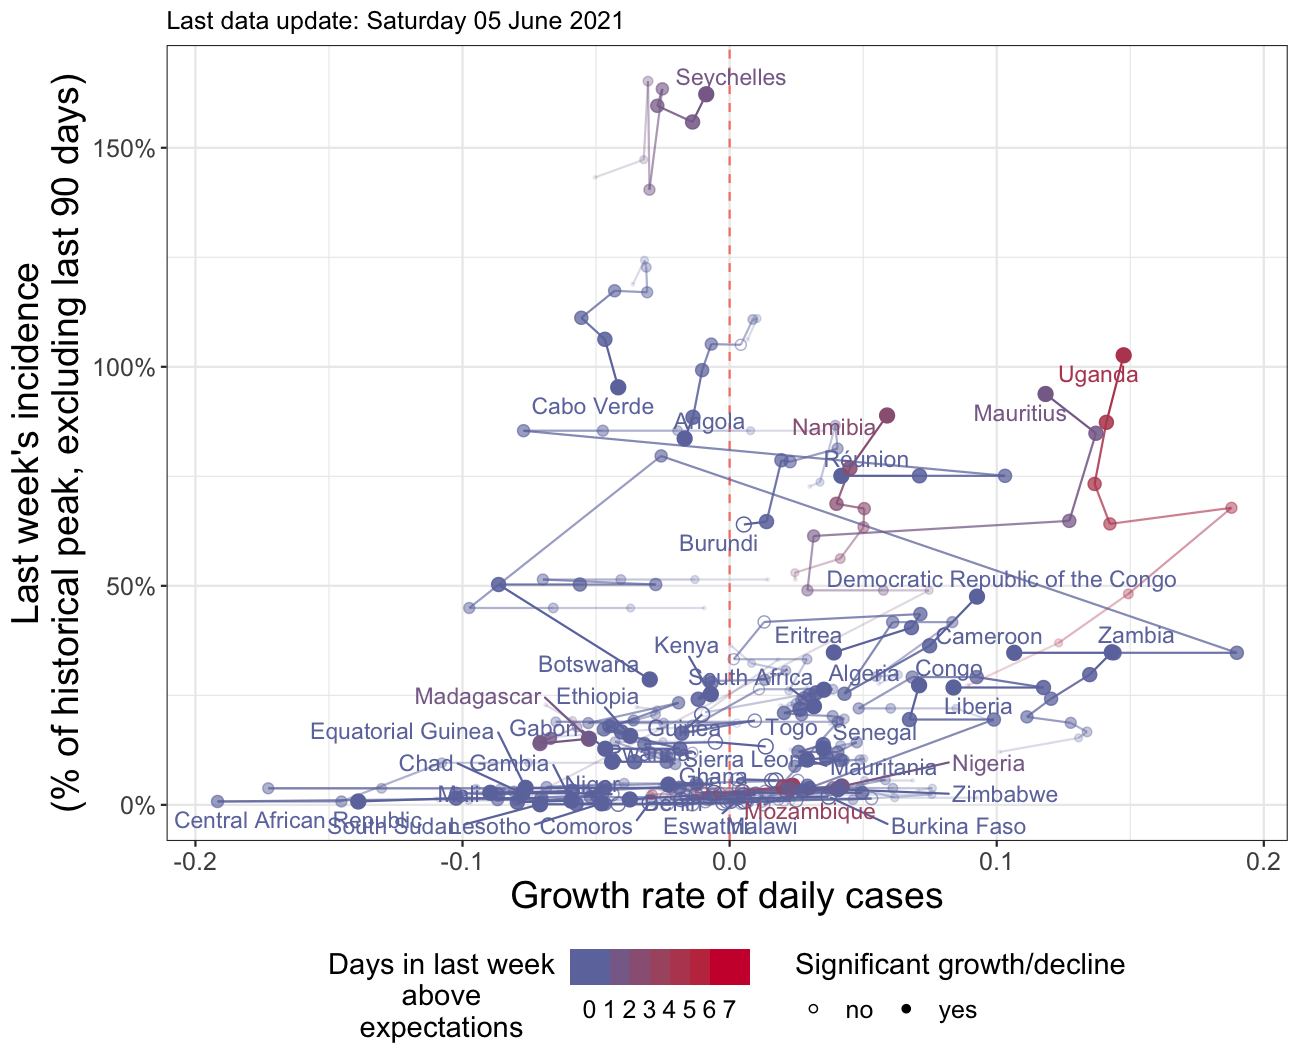 Last data update: Saturday 05 June 2021
Last week's incidence
(% of historical peak, excluding last 90 days)
150%
100%
50%
0%
Seychelles
Uganda
Cabo Verde
Mauritius
Angola
Namibia
Réunion
Burundi
Democratic Republic of the Congo
Eritrea
Cameroon
Zambia
Kenya
Botswana
South Africa
Algeria
Congo
Madagascar
Ethiopia
Liberia
Equatorial Guinea
Gabon
Guinea
Togo
Senegal
Rwanda
Sierra Leone
Chad
Gambia
Mauritania
Nigeria
Ghana
Niger
Mali
Zimbabwe
Benin
Mozambique
Central African Republic
South Sudan
Lesotho
Comoros
Eswatini
Malawi
Burkina Faso
-0.2
-0.1
0.0
0.1
0.2
Growth rate of daily cases
Days in last week
above
expectations
0 1 2 3 4 5 6 7
Significant growth/decline
no
yes